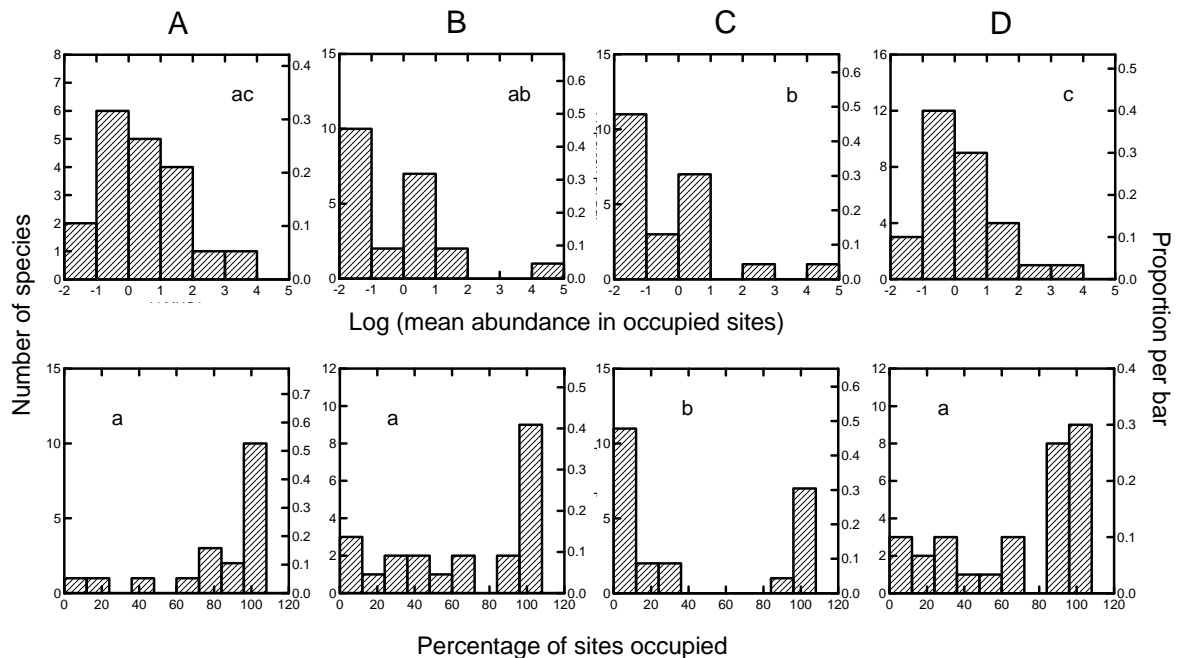 A B C D
8 7 6 5 4 3 2 1 0
0.4 0.3 0.2 0.1 0.0
ac
-2 -1 0 1 2 3 4 5
15 10 5 0
0.6 0.5 0.4 0.3 0.2 0.1 0.0
ab
-2 -1 0 1 2 3 4 5
15 10 5 0
0.6 0.5 0.4 0.3 0.2 0.1 0.0
b
-2 -1 0 1 2 3 4 5
16 12 8 4 0
0.5 0.4 0.3 0.2 0.1 0.0
c
-2 -1 0 1 2 3 4 5
Number of species
Log (mean abundance in occupied sites)
Proportion per bar
15 10 5 0
0.7 0.6 0.5 0.4 0.3 0.2 0.1 0.0
a
0 20 40 60 80 100 120
12 10 8 6 4 2 0
0.5 0.4 0.3 0.2 0.1 0.0
a
0 20 40 60 80 100 120
15 10 5 0
0.6 0.5 0.4 0.3 0.2 0.1 0.0
b
0 20 40 60 80 100 120
12 10 8 6 4 2 0
0.4 0.3 0.2 0.1 0.0
a
0 20 40 60 80 100 120
Percentage of sites occupied